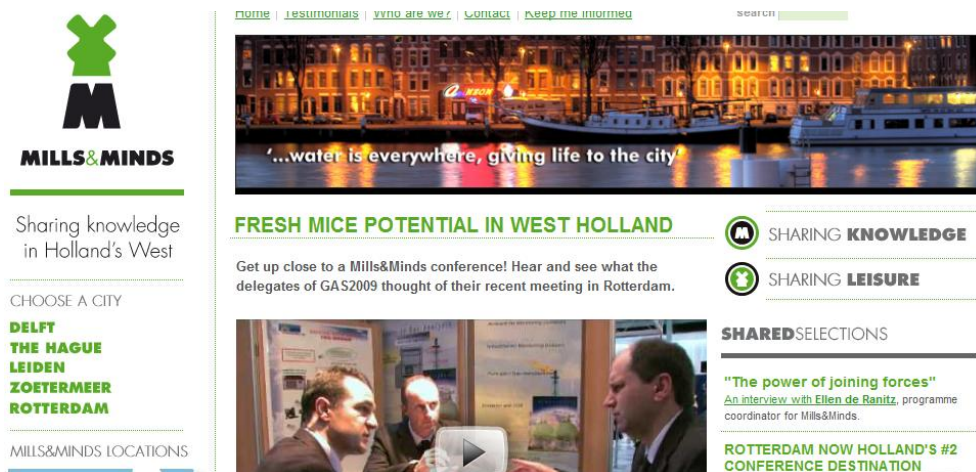 Home | Testimonials | Who are we? | Contact | Keep me informed
search
MILLS&MINDS
Sharing knowledge
in Holland's West
CHOOSE A CITY
DELFT
THE HAGUE
LEIDEN
ZOETERMEER
ROTTERDAM
MILLS&MINDS LOCATIONS
'...water is everywhere, giving life to the city'
FRESH MICE POTENTIAL IN WEST HOLLAND
Get up close to a Mills&Minds conference! Hear and see what the
delegates of GAS2009 thought of their recent meeting in Rotterdam.
SHARING KNOWLEDGE
SHARING LEISURE
SHAREDSELECTIONS
"The power of joining forces"
An interview with Ellen de Ranitz, programme
coordinator for Mills&Minds.
ROTTERDAM NOW HOLLAND'S #2
CONFERENCE DESTINATION